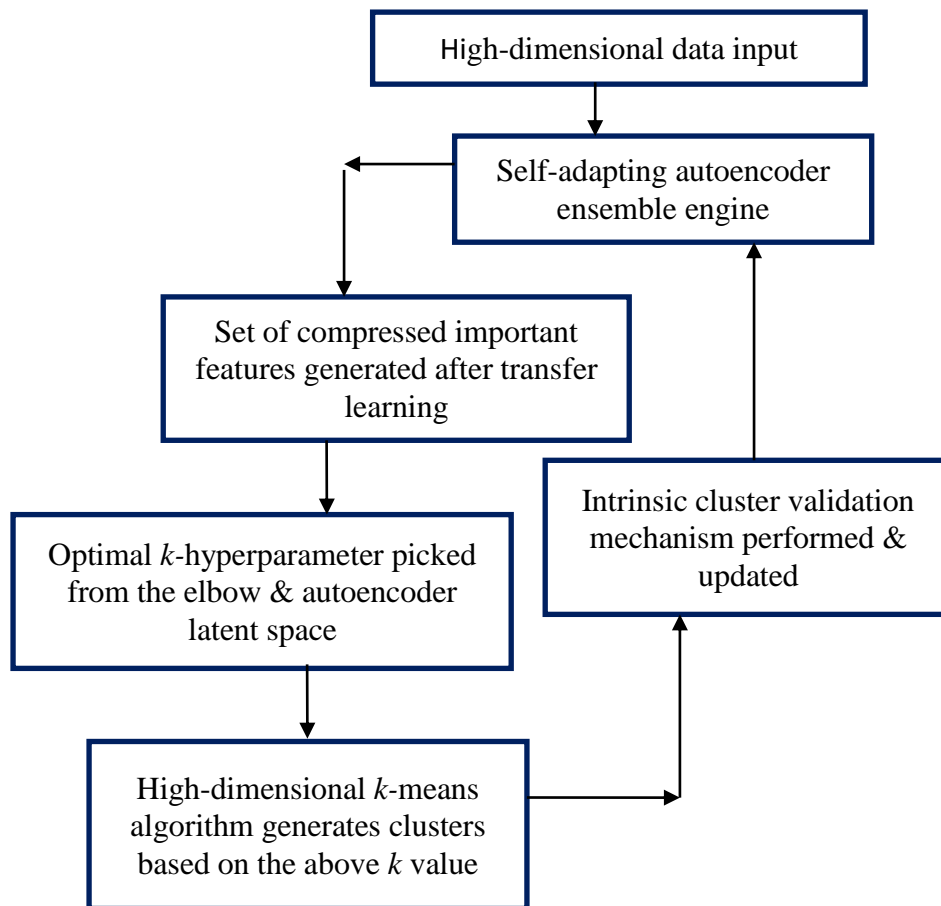 High-dimensional data input
Self-adapting autoencoder
ensemble engine
Set of compressed important
features generated after transfer
learning
Intrinsic cluster validation
mechanism performed &
updated
Optimal k-hyperparameter picked
from the elbow & autoencoder
latent space
High-dimensional k-means
algorithm generates clusters
based on the above k value